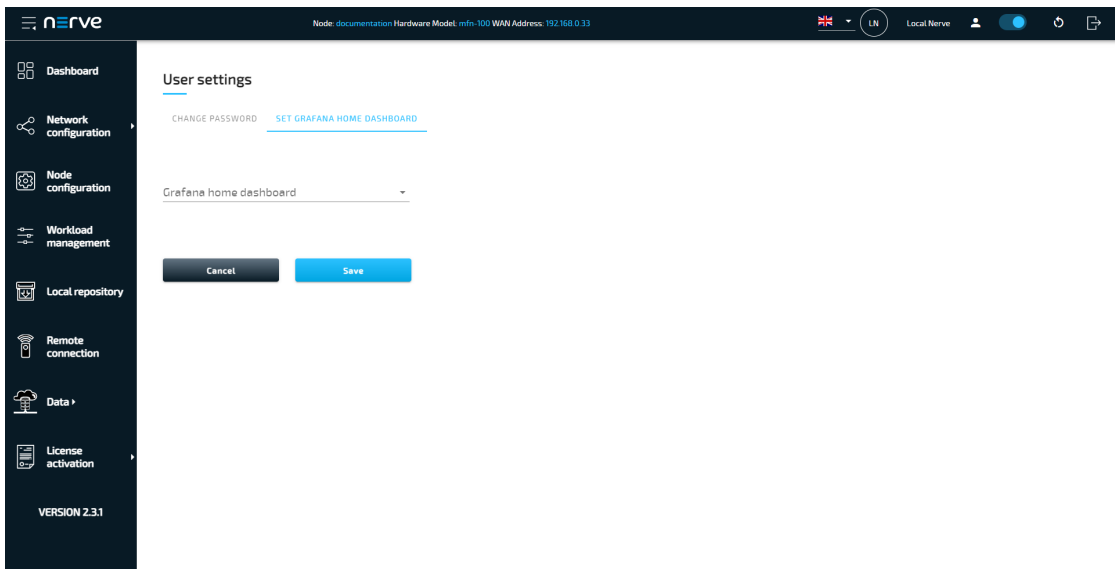 nerve
Node: documentation Hardware Model: mfn-100 WAN Address: 192.168.0.33
LN
Local Nerve
Dashboard
Network
configuration
Node
configuration
Workload
management
Local repository
Remote
connection
Data
License
activation
VERSION 2.3.1
User settings
CHANGE PASSWORD SET GRAFANA HOME DASHBOARD
Grafana home dashboard
Cancel Save